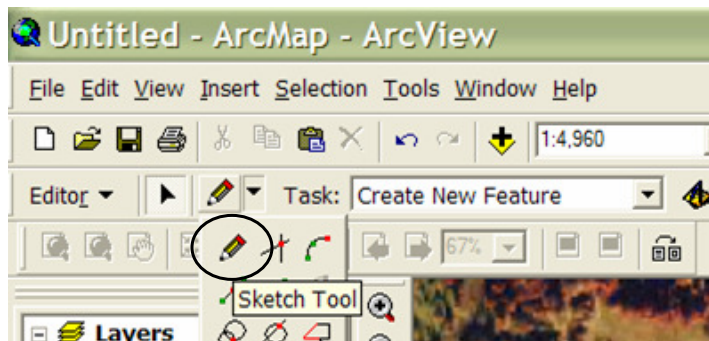 Untitled - ArcMap - ArcView
File Edit View Insert Selection Tools Window Help
1:4,960
Editor Task: Create New Feature
67%
Sketch Tool
Layers